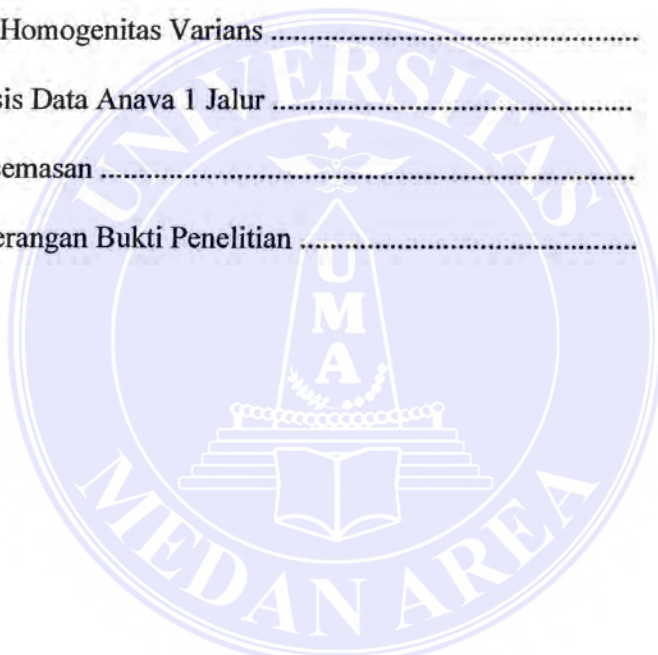 Homogenitas Varians ................................................
sis Data Anava 1 Jalur ................................................
emasan ................................................
erangan Bukti Penelitian ................................................
UNIVERSITAS
UMA
MEDAN AREA